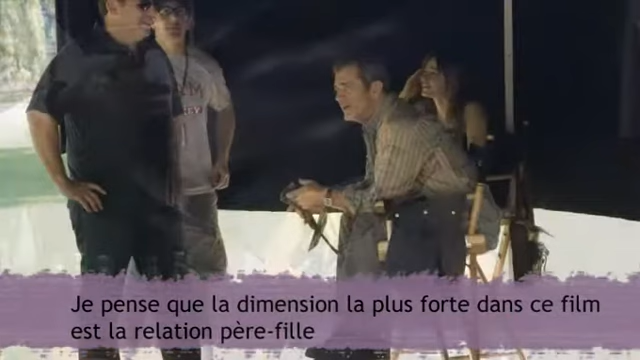 Je pense que la dimension la plus forte dans ce film
est la relation père-fille